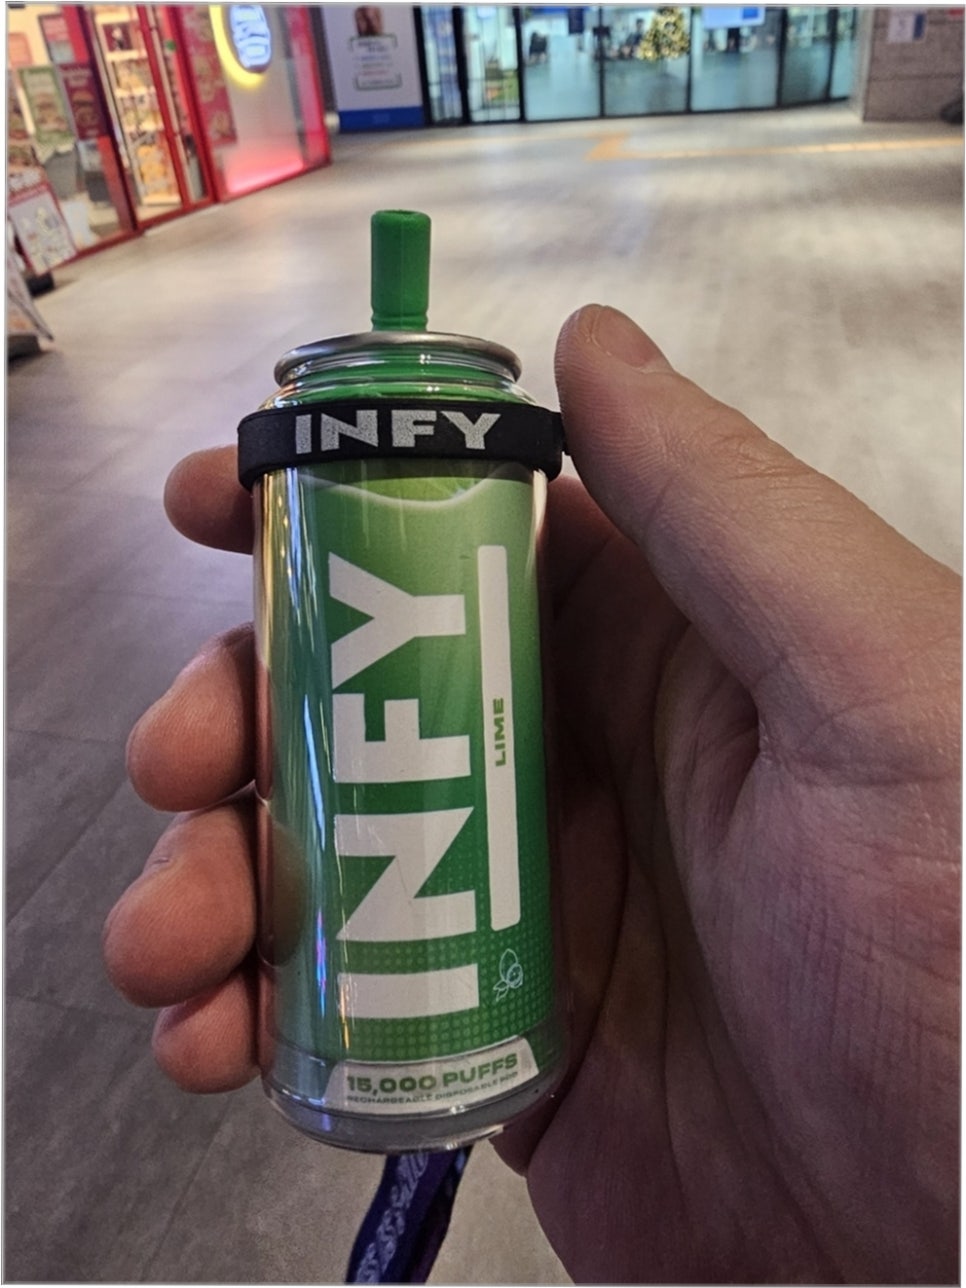 INFY
INFY
LIME
15,000 PUFFS
RECHARGEABLE DISPOSABLE POD